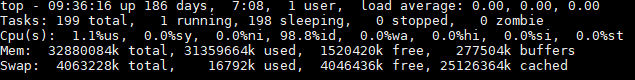 top - 09:36:16 up 186 days,  7:08,  1 user,  load average: 0.00, 0.00, 0.00
Tasks: 199 total,   1 running, 198 sleeping,   0 stopped,   0 zombie
Cpu(s):  1.1%us,  0.0%sy,  0.0%ni, 98.8%id,  0.0%wa,  0.0%hi,  0.0%si,  0.0%st
Mem:  32880084k total, 31359664k used,  1520420k free,   277504k buffers
Swap:  4063228k total,    16792k used,  4046436k free, 25126364k cached